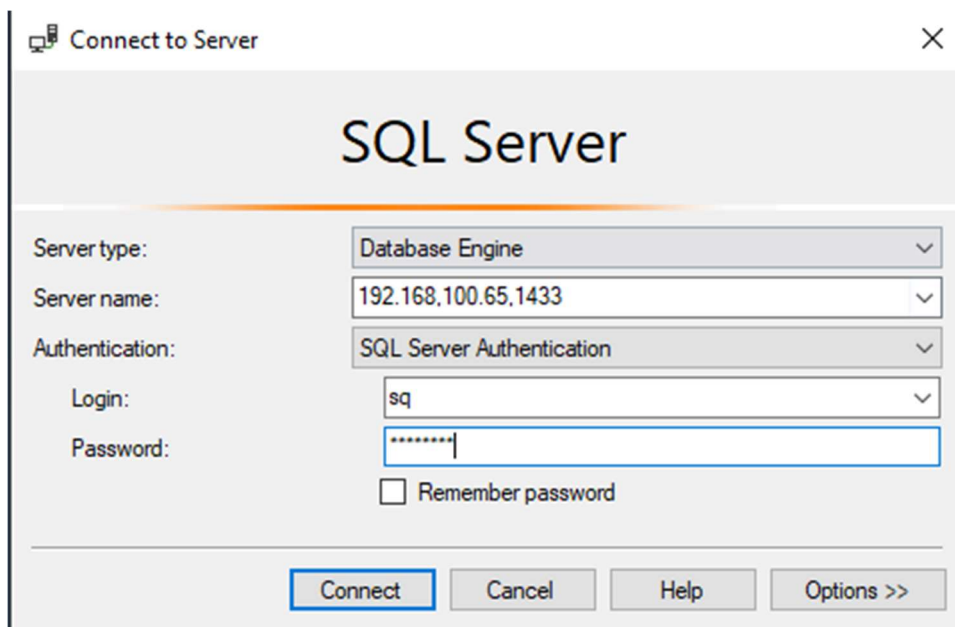 Connect to Server
SQL Server
Server type: Database Engine
Server name: 192.168,100.65,1433
Authentication: SQL Server Authentication
Login: sq
Password: ********
Remember password
Connect Cancel Help Options >>